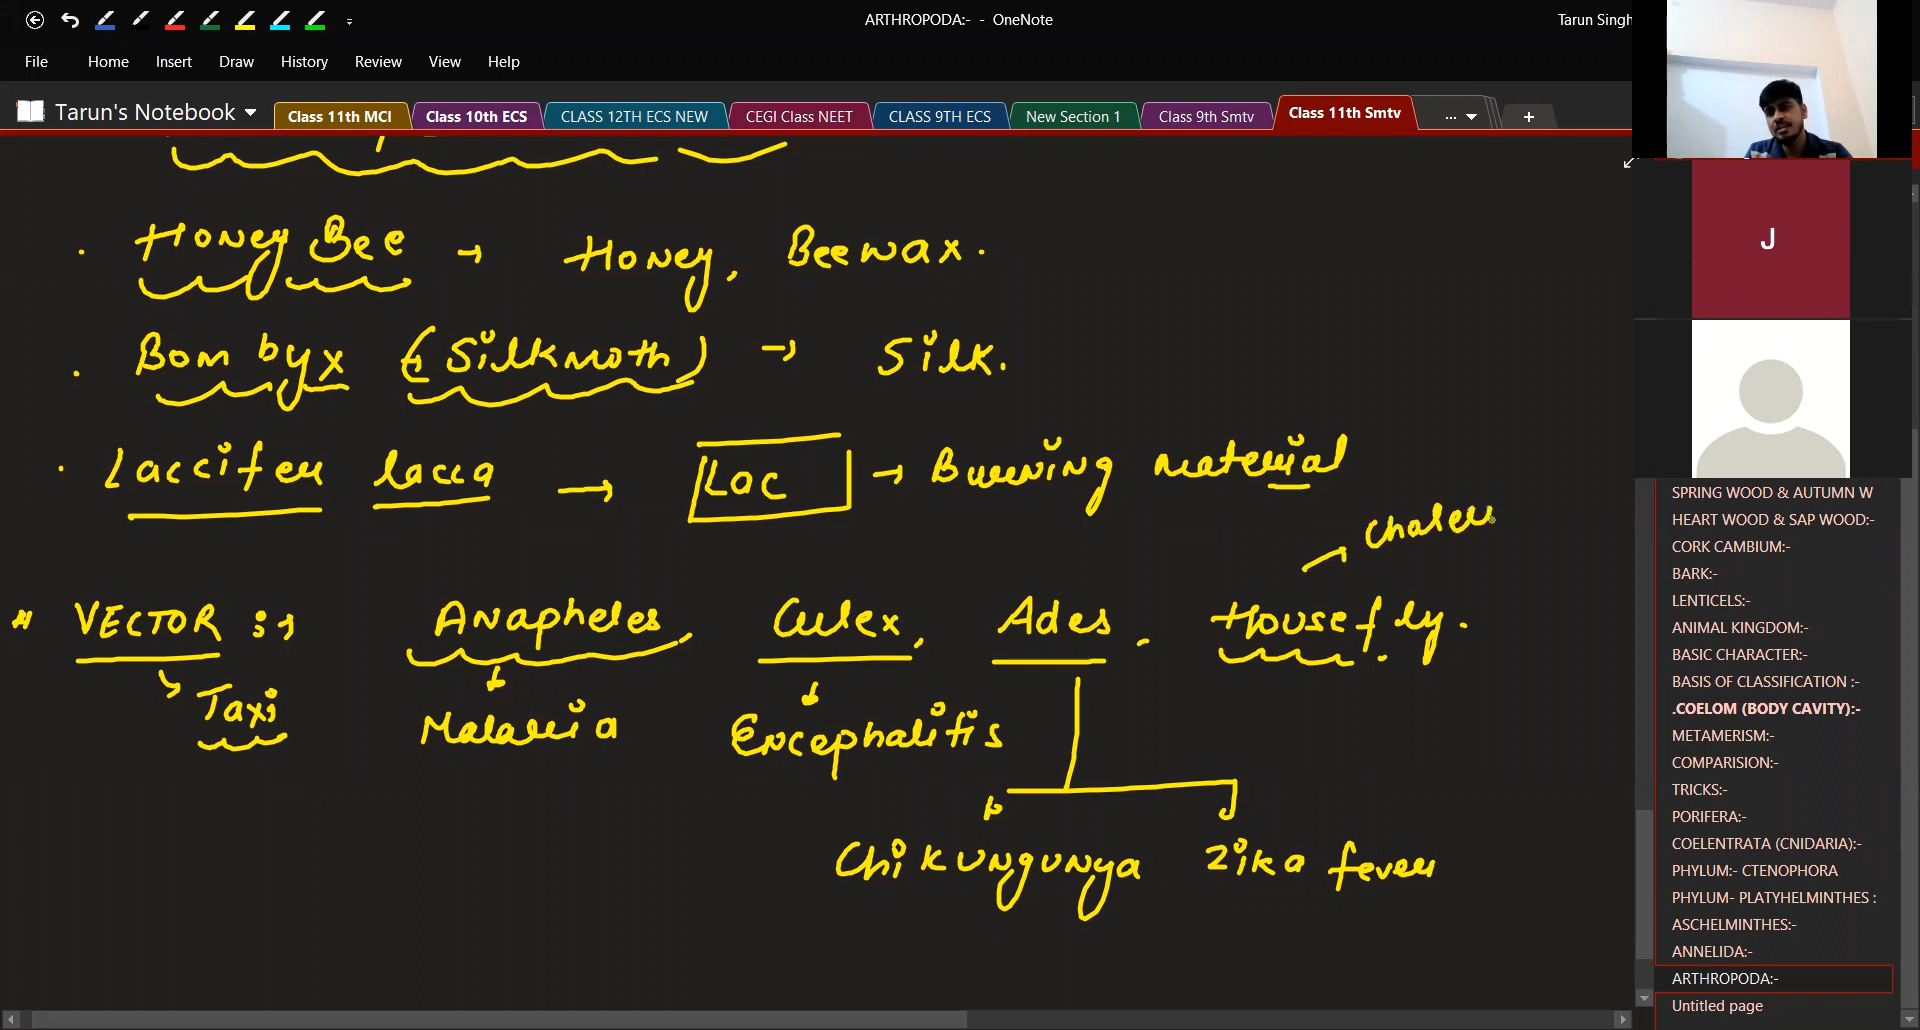 ARTHROPODA:- - OneNote
Tarun Singh
File Home Insert Draw History Review View Help
Tarun's Notebook
Class 11th MCI Class 10th ECS CLASS 12TH ECS NEW CEGI Class NEET CLASS 9TH ECS New Section 1 Class 9th Smtv Class 11th Smtv ... +
J
. Honey Bee → Honey, Beewax.
. Bombyx (Silkmoth) → Silk.
. Laccifer lacca → Lac → Burning material
choler
* VECTOR :→ Anapheles, Culex, Ades. Housefly.
Taxi
Malaria
Encephalitis
Chikungunya Zika fever
SPRING WOOD & AUTUMN W
HEART WOOD & SAP WOOD:-
CORK CAMBIUM:-
BARK:-
LENTICELS:-
ANIMAL KINGDOM:-
BASIC CHARACTER:-
BASIS OF CLASSIFICATION :-
.COELOM (BODY CAVITY):-
METAMERISM:-
COMPARISION:-
TRICKS:-
PORIFERA:-
COELENTRATA (CNIDARIA):-
PHYLUM:- CTENOPHORA
PHYLUM- PLATYHELMINTHES :
ASCHELMINTHES:-
ANNELIDA:-
ARTHROPODA:-
Untitled page